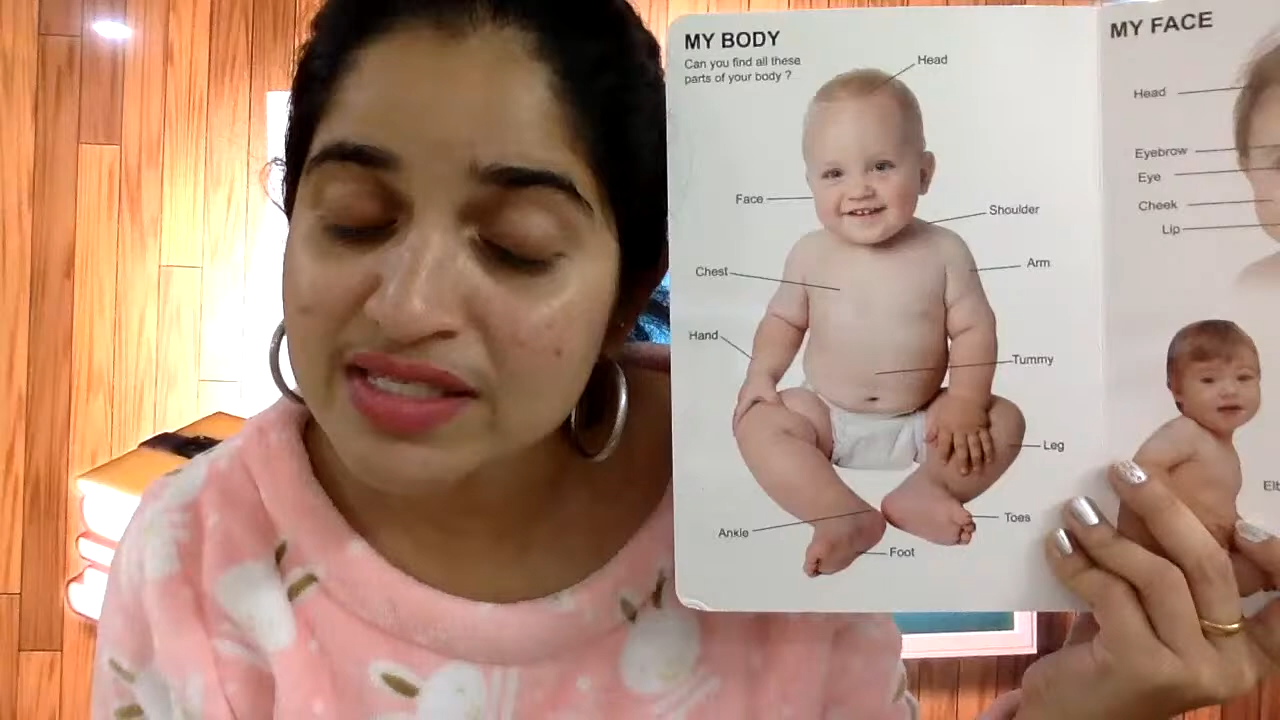 MY BODY
Can you find all these
parts of your body ?
Head
Face
Shoulder
Chest
Arm
Hand
Tummy
Leg
Ankle
Toes
Foot
MY FACE
Head
Eyebrow
Eye
Cheek
Lip